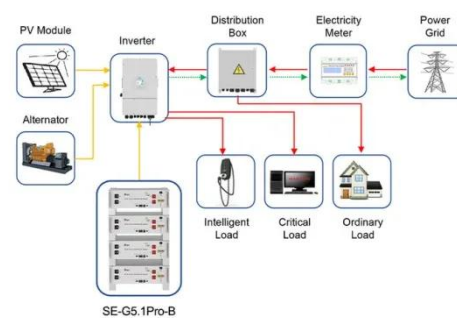 PV Module
Inverter
Distribution
Box
Electricity
Meter
Power
Grid
Alternator
Intelligent
Load
Critical
Load
Ordinary
Load
SE-G5.1Pro-B